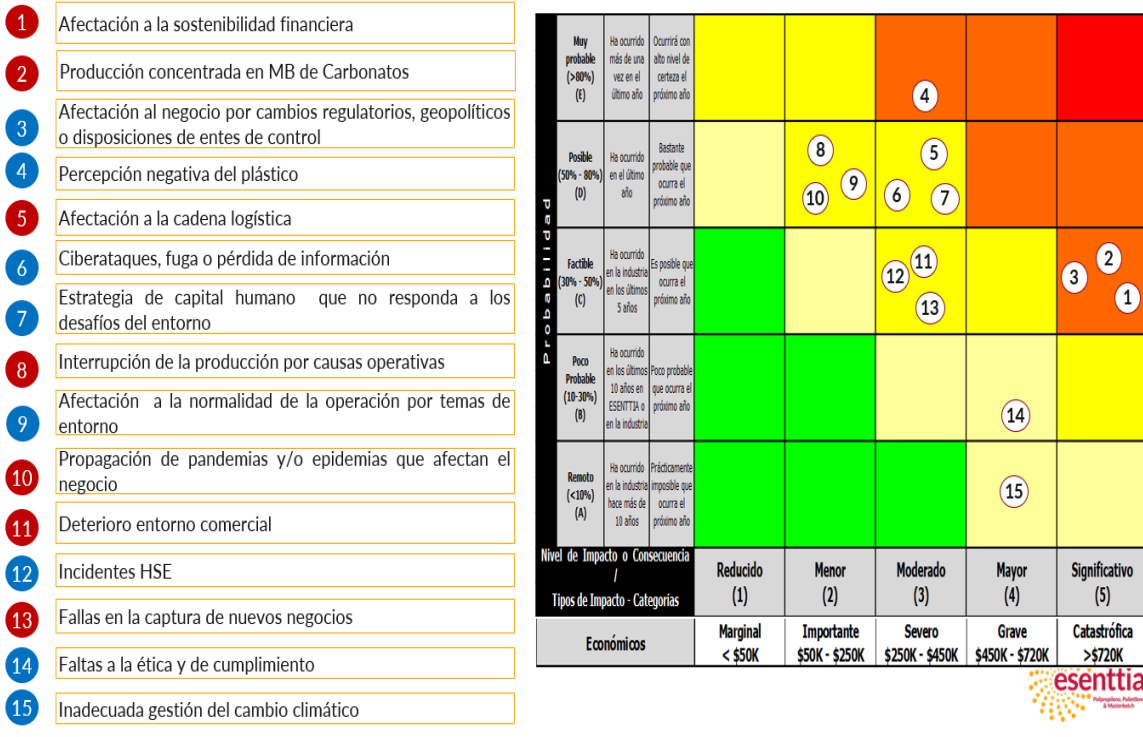 1
Afectación a la sostenibilidad financiera
2
Producción concentrada en MB de Carbonatos
3
Afectación al negocio por cambios regulatorios, geopolíticos
o disposiciones de entes de control
4
Percepción negativa del plástico
5
Afectación a la cadena logística
6
Ciberataques, fuga o pérdida de información
7
Estrategia de capital humano que no responda a los
desafíos del entorno
8
Interrupción de la producción por causas operativas
9
Afectación a la normalidad de la operación por temas de
entorno
10
Propagación de pandemias y/o epidemias que afectan el
negocio
11
Deterioro entorno comercial
12
Incidentes HSE
13
Fallas en la captura de nuevos negocios
14
Faltas a la ética y de cumplimiento
15
Inadecuada gestión del cambio climático
Probabilidad
Muy
probable
(>80%)
(E)
Ha ocurrido
más de una
vez en el
último año
Ocurrirá con
alto nivel de
certeza el
próximo año
4
Posible
(50% - 80%)
(D)
Ha ocurrido
en el último
año
Bastante
probable que
ocurra el
próximo año
8
9
10
5
6
7
Factible
(30% - 50%)
(C)
Ha ocurrido
en la industria
en los últimos
5 años
Es posible que
ocurra el
próximo año
11
12
13
2
3
1
Poco
Probable
(10-30%)
(B)
Ha ocurrido
en los últimos
10 años en
ESENTTIA o
en la industria
Poco probable
que ocurra el
próximo año
14
Remoto
(<10%)
(A)
Ha ocurrido
en la industria
hace más de
10 años
Prácticamente
imposible que
ocurra el
próximo año
15
Nivel de Impacto o Consecuencia
/
Tipos de Impacto - Categorías
Reducido
(1)
Menor
(2)
Moderado
(3)
Mayor
(4)
Significativo
(5)
Económicos
Marginal
< $50K
Importante
$50K - $250K
Severo
$250K - $450K
Grave
$450K - $720K
Catastrófica
>$720K
esenttia
Polipropileno, Polietileno
& Masterbatch